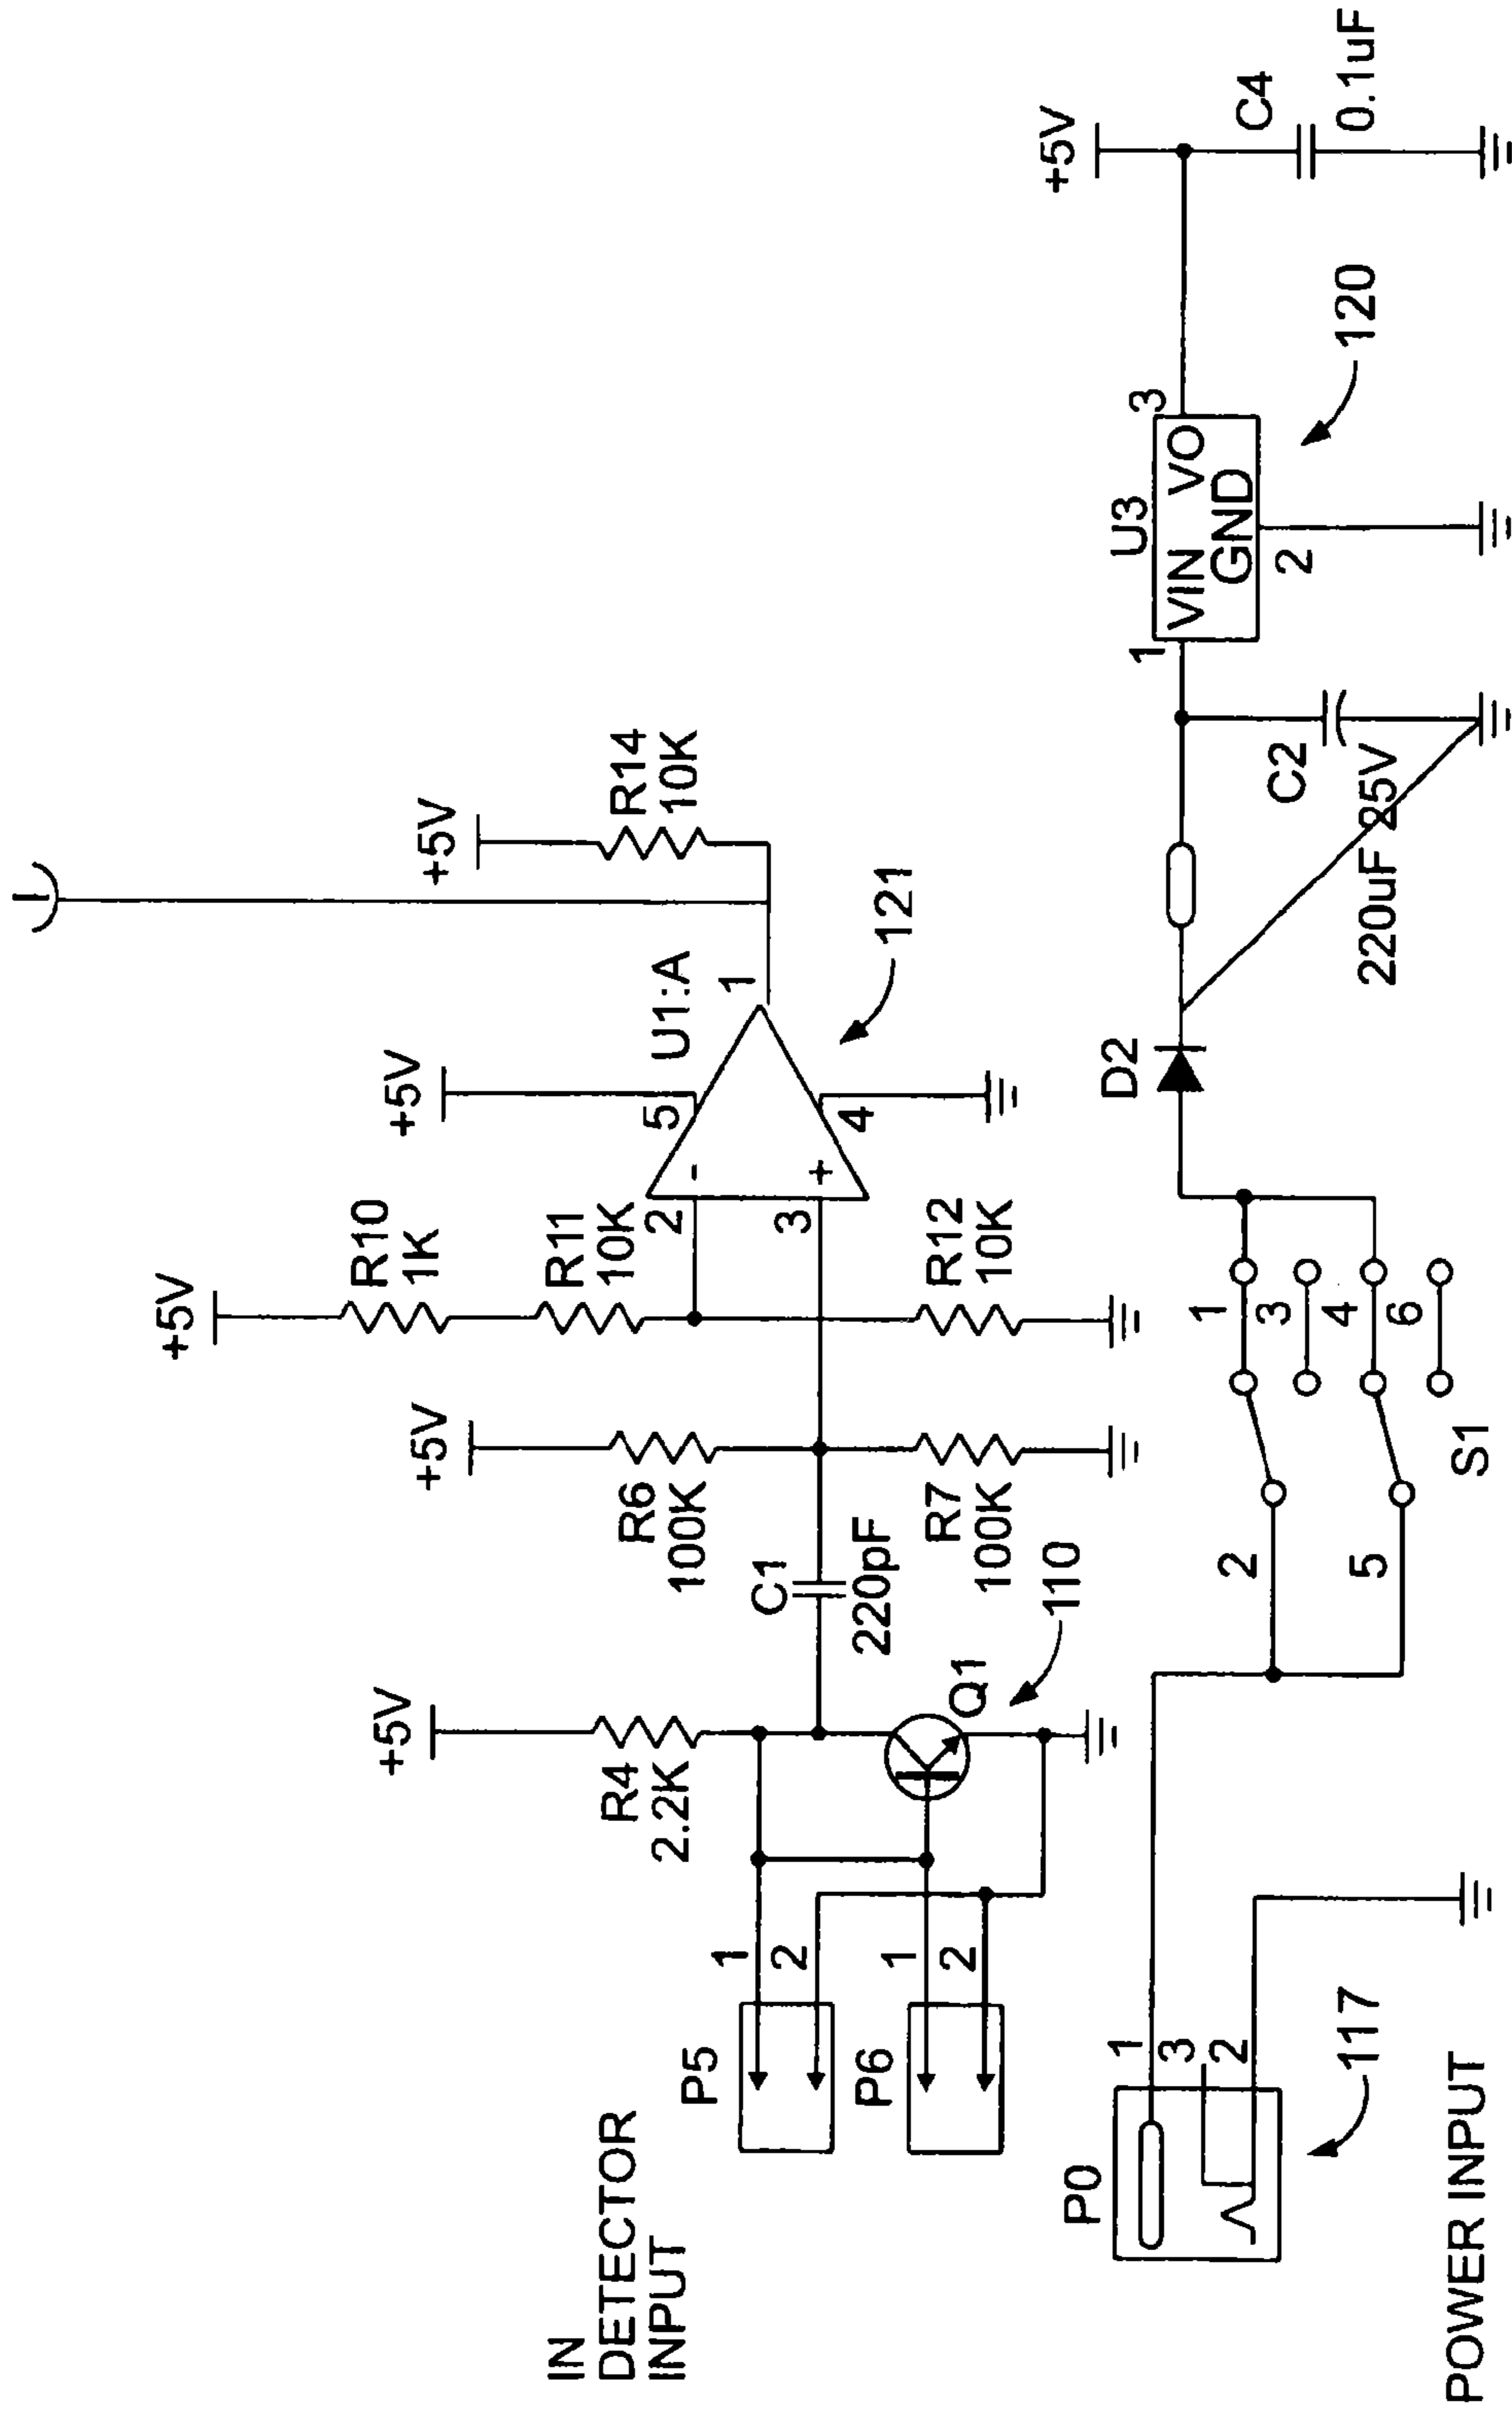 +5V
R10
1K
+5V
R11
10K
2
3
R12
10K
+5V
5
4
-
+
U1:A
1
+5V
R14
10K
121
+5V
R6
100K
C1
220pF
R7
100K
+5V
R4
2.2K
Q1
110
IN
DETECTOR
INPUT
P5
1
2
P6
1
2
P0
1
3
2
117
POWER INPUT
2
5
1
3
4
6
S1
D2
C2
220uF 25V
U3
1
VIN VO
GND
3
2
120
+5V
C4
0.1uF